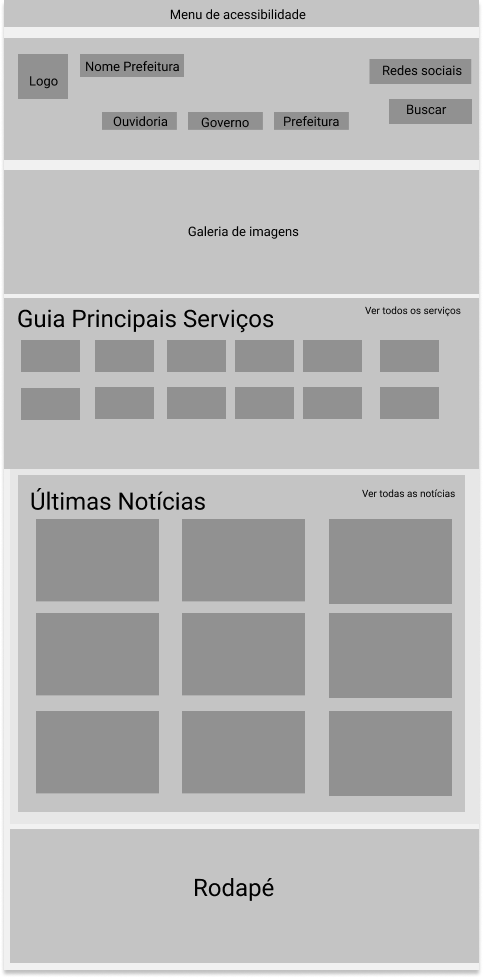 Menu de acessibilidade
Logo
Nome Prefeitura
Redes sociais
Buscar
Ouvidoria
Governo
Prefeitura
Galeria de imagens
Guia Principais Serviços
Ver todos os serviços
Últimas Notícias
Ver todas as notícias
Rodapé